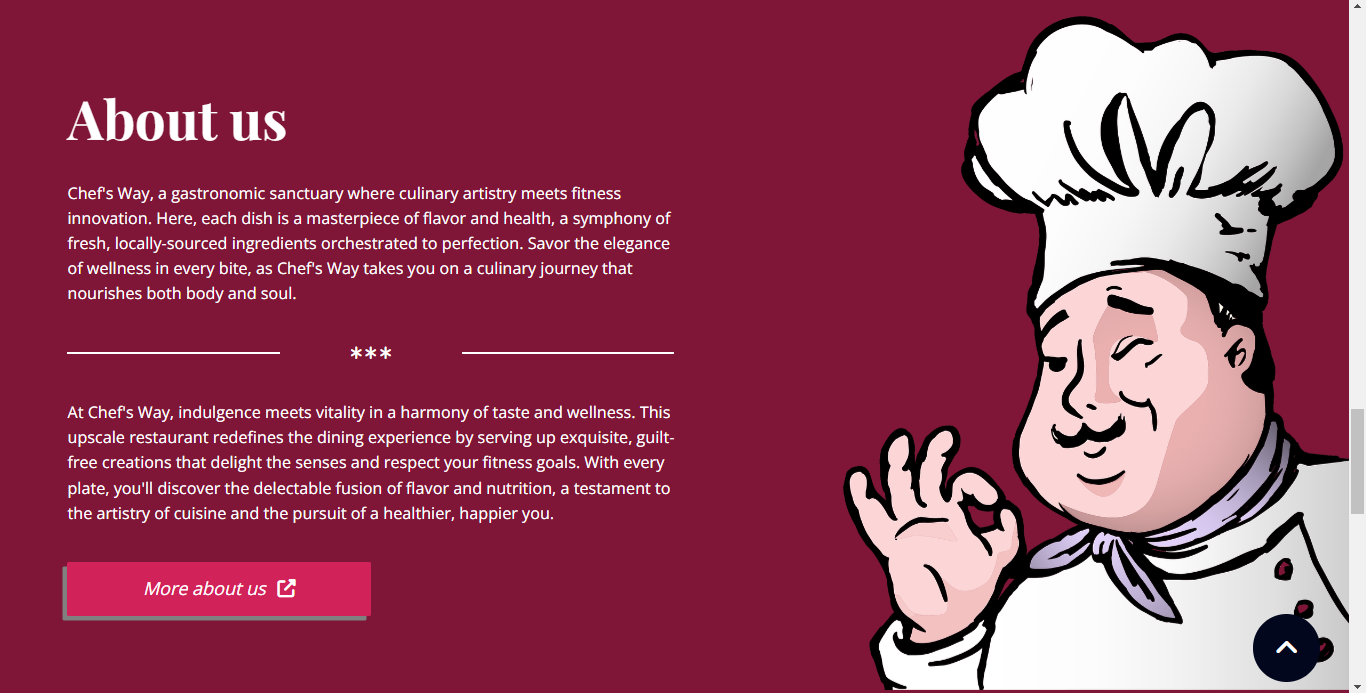 About us
Chef's Way, a gastronomic sanctuary where culinary artistry meets fitness
innovation. Here, each dish is a masterpiece of flavor and health, a symphony of
fresh, locally-sourced ingredients orchestrated to perfection. Savor the elegance
of wellness in every bite, as Chef's Way takes you on a culinary journey that
nourishes both body and soul.
***
At Chef's Way, indulgence meets vitality in a harmony of taste and wellness. This
upscale restaurant redefines the dining experience by serving up exquisite, guilt-
free creations that delight the senses and respect your fitness goals. With every
plate, you'll discover the delectable fusion of flavor and nutrition, a testament to
the artistry of cuisine and the pursuit of a healthier, happier you.
More about us